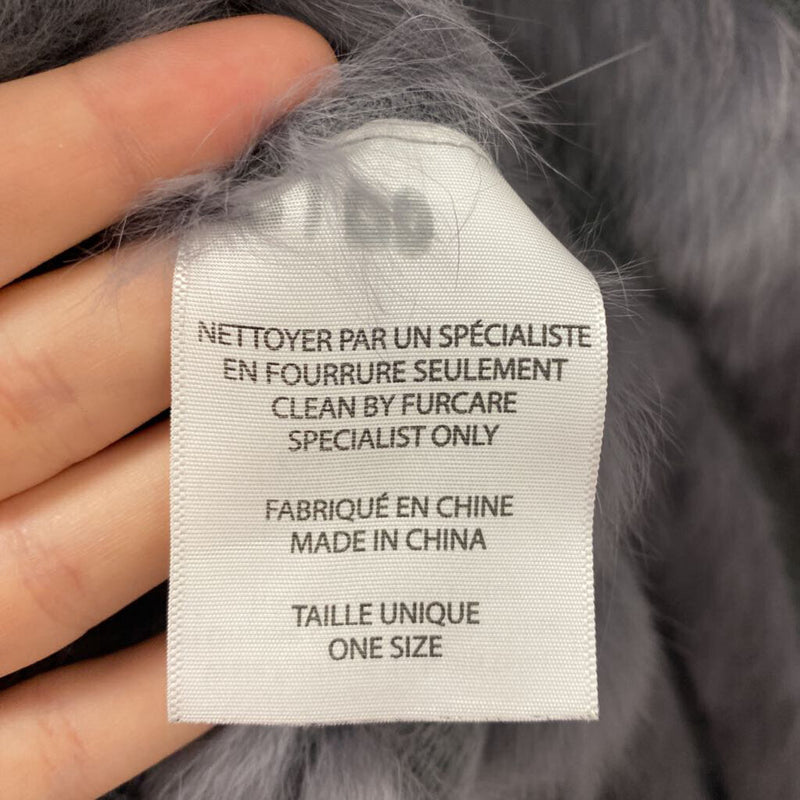 NETTOYER PAR UN SPÉCIALISTE
EN FOURRURE SEULEMENT
CLEAN BY FURCARE
SPECIALIST ONLY
FABRIQUÉ EN CHINE
MADE IN CHINA
TAILLE UNIQUE
ONE SIZE